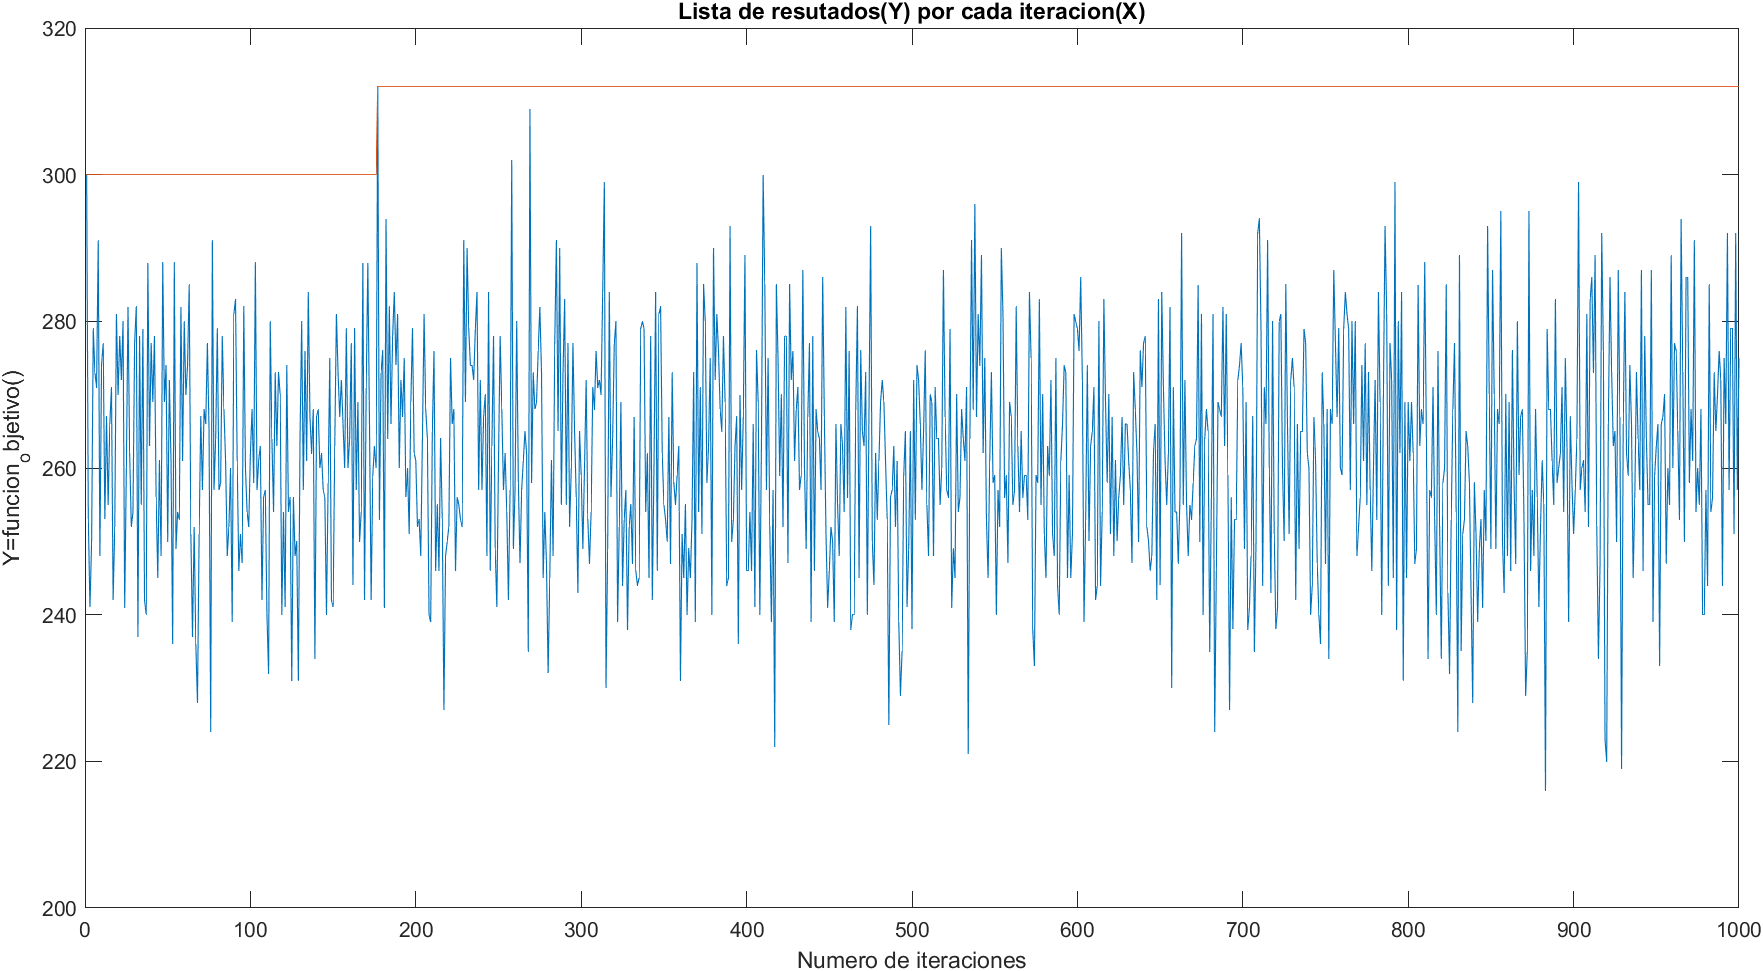 Lista de resutados(Y) por cada iteracion(X)
320
300
280
260
240
220
200
Y=funcion_objetivo()
0 100 200 300 400 500 600 700 800 900 1000
Numero de iteraciones